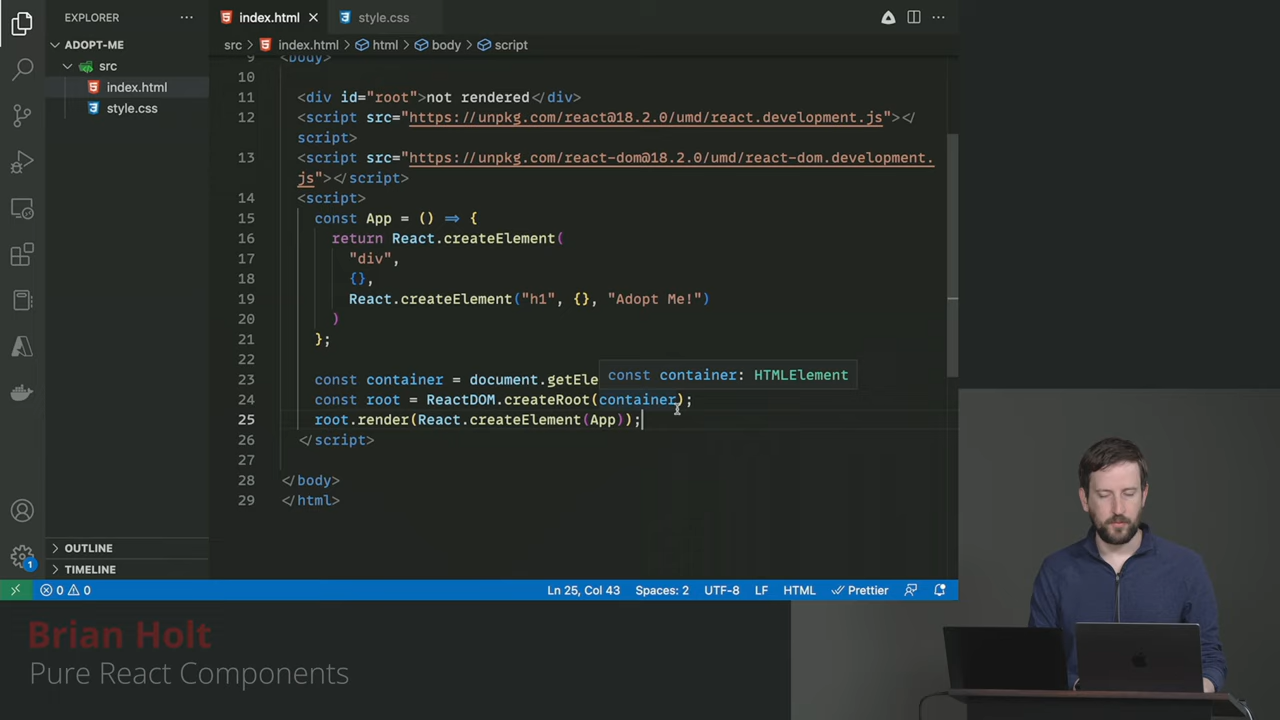 EXPLORER
ADOPT-ME
src
index.html
style.css
OUTLINE
TIMELINE
index.html
style.css
src > index.html > html > body > script
9 <body>
10
11 <div id="root">not rendered</div>
12 <script src="https://unpkg.com/react@18.2.0/umd/react.development.js"></
script>
13 <script src="https://unpkg.com/react-dom@18.2.0/umd/react-dom.development.
js"></script>
14 <script>
15 const App = () => {
16 return React.createElement(
17 "div",
18 {},
19 React.createElement("h1", {}, "Adopt Me!")
20 )
21 };
22
23 const container = document.getEle
const container: HTMLElement
24 const root = ReactDOM.createRoot(container);
25 root.render(React.createElement(App));
26 </script>
27
28 </body>
29 </html>
1
0 0
Ln 25, Col 43
Spaces: 2
UTF-8
LF
HTML
Prettier
Brian Holt
Pure React Components